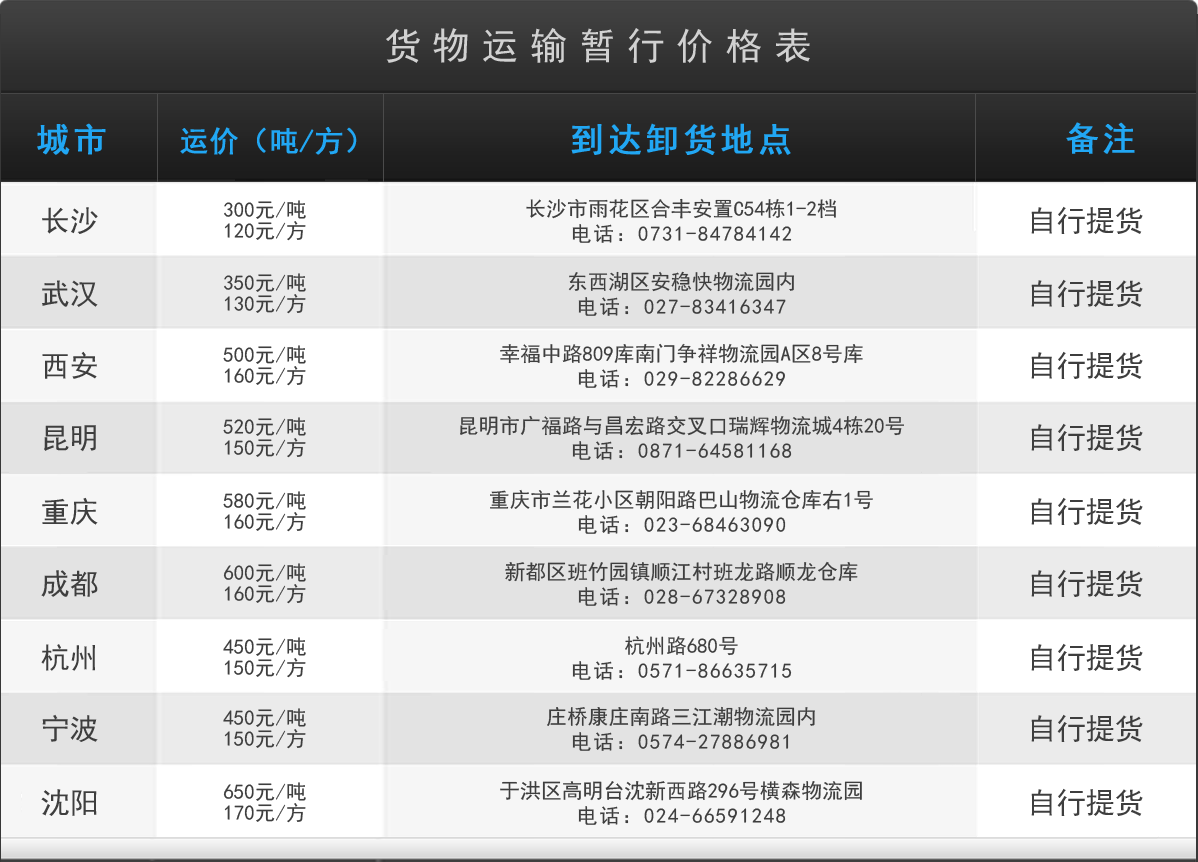 货物运输暂行价格表
城市 运价（吨/方） 到达卸货地点 备注
长沙
300元/吨
120元/方
长沙市雨花区合丰安置C54栋1-2档
电话：0731-84784142
自行提货
武汉
350元/吨
130元/方
东西湖区安稳快物流园内
电话：027-83416347
自行提货
西安
500元/吨
160元/方
幸福中路809库南门争祥物流园A区8号库
电话：029-82286629
自行提货
昆明
520元/吨
150元/方
昆明市广福路与昌宏路交叉口瑞辉物流城4栋20号
电话：0871-64581168
自行提货
重庆
580元/吨
160元/方
重庆市兰花小区朝阳路巴山物流仓库右1号
电话：023-68463090
自行提货
成都
600元/吨
160元/方
新都区班竹园镇顺江村班龙路顺龙仓库
电话：028-67328908
自行提货
杭州
450元/吨
150元/方
杭州路680号
电话：0571-86635715
自行提货
宁波
450元/吨
150元/方
庄桥康庄南路三江潮物流园内
电话：0574-27886981
自行提货
沈阳
650元/吨
170元/方
于洪区高明台沈新西路296号横森物流园
电话：024-66591248
自行提货